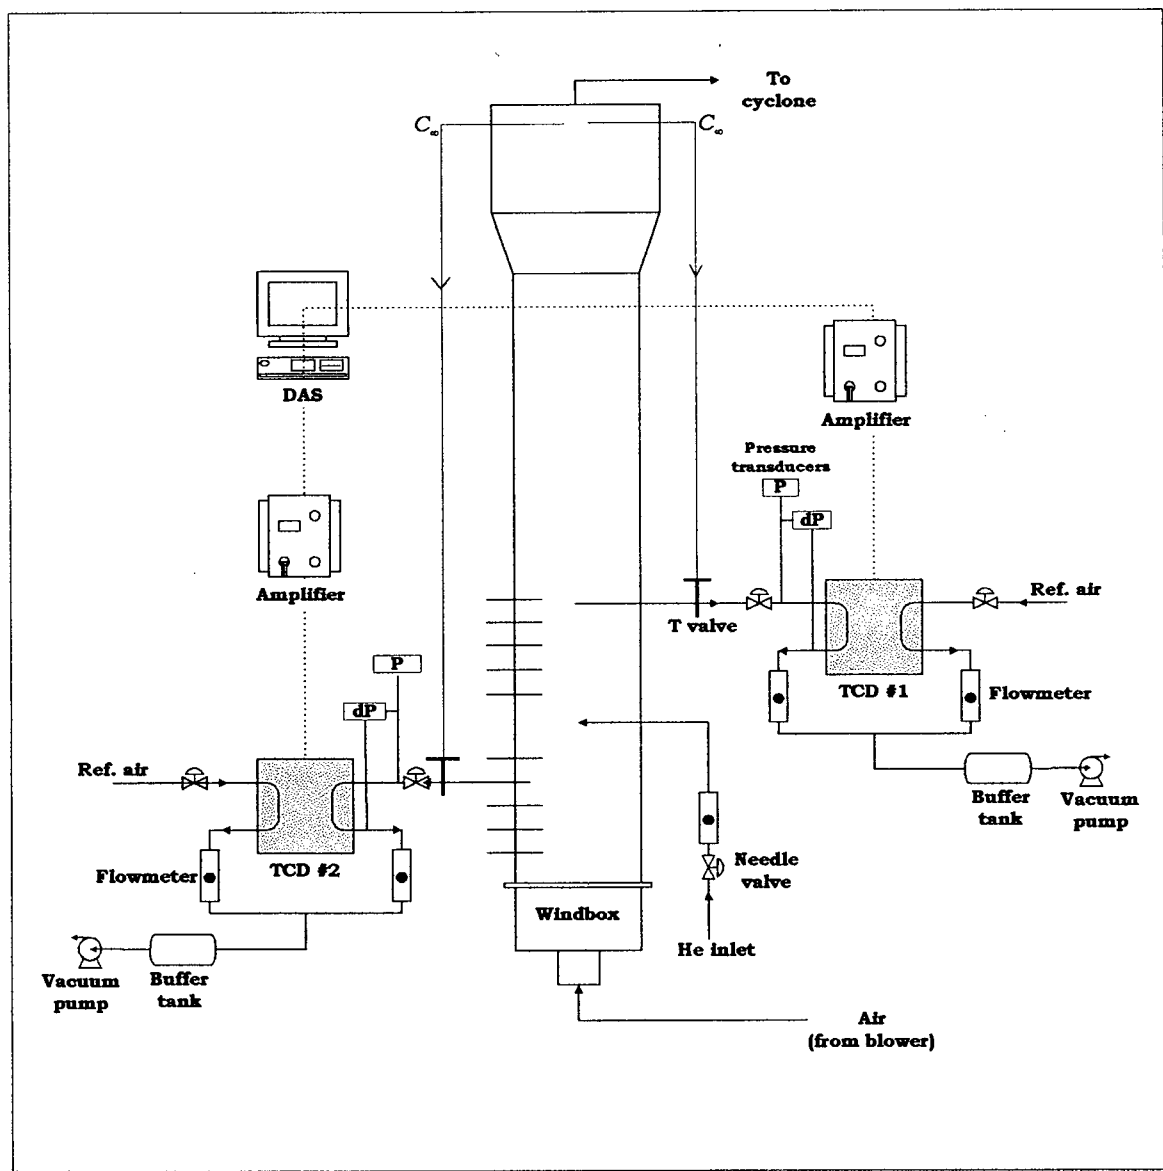 To
cyclone
C∞
C∞
DAS
Amplifier
Pressure
transducers
P
dP
Amplifier
Ref. air
T valve
TCD #1
Flowmeter
P
dP
Ref. air
Buffer
tank
Vacuum
pump
TCD #2
Flowmeter
Needle
valve
Windbox
He inlet
Vacuum
pump
Buffer
tank
Air
(from blower)